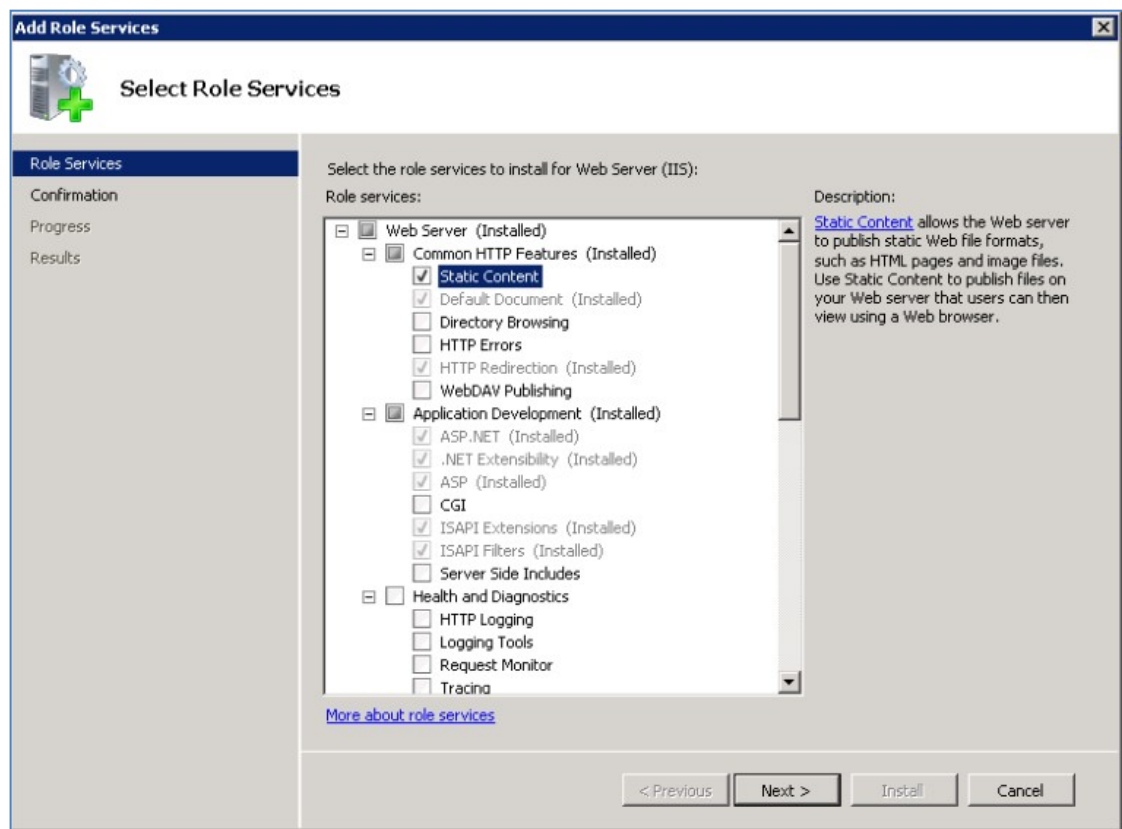 Add Role Services
Select Role Services
Role Services
Confirmation
Progress
Results
Select the role services to install for Web Server (IIS):
Role services:
Web Server (Installed)
Common HTTP Features (Installed)
Static Content
Default Document (Installed)
Directory Browsing
HTTP Errors
HTTP Redirection (Installed)
WebDAV Publishing
Application Development (Installed)
ASP.NET (Installed)
.NET Extensibility (Installed)
ASP (Installed)
CGI
ISAPI Extensions (Installed)
ISAPI Filters (Installed)
Server Side Includes
Health and Diagnostics
HTTP Logging
Logging Tools
Request Monitor
Tracing
More about role services
Description:
Static Content allows the Web server
to publish static Web file formats,
such as HTML pages and image files.
Use Static Content to publish files on
your Web server that users can then
view using a Web browser.
< Previous
Next >
Install
Cancel